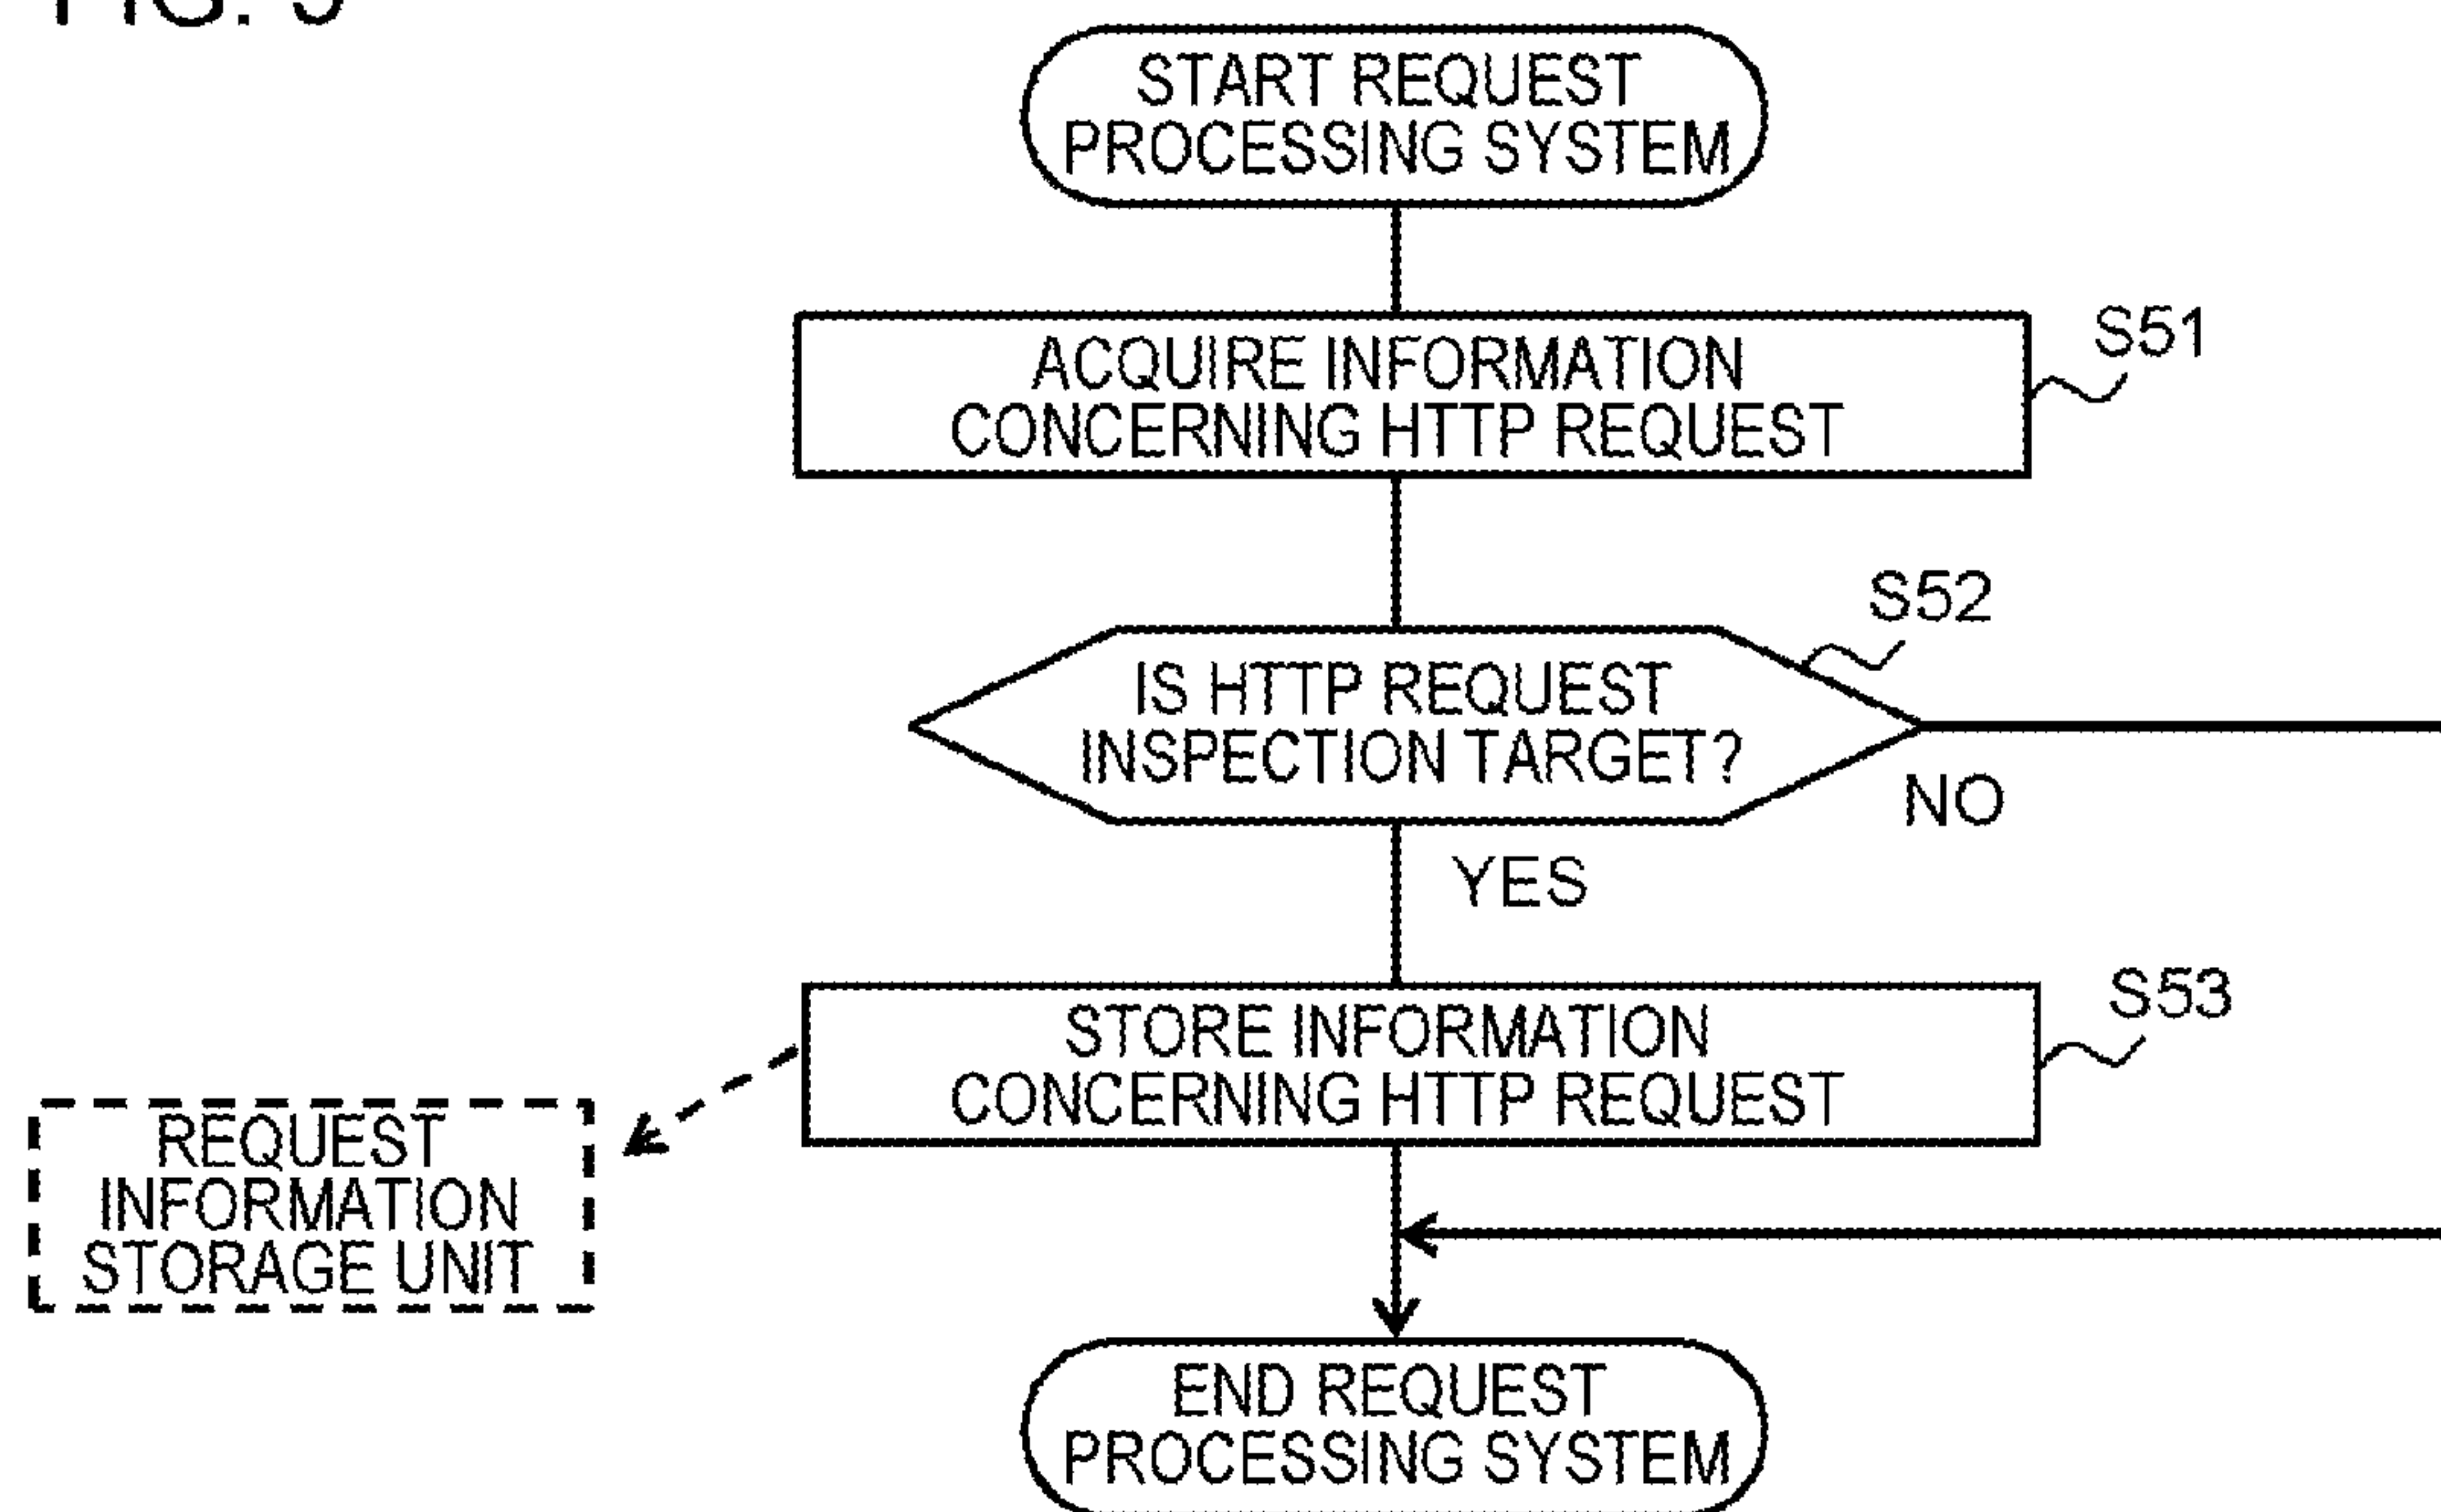 START REQUEST
PROCESSING SYSTEM
S51
ACQUIRE INFORMATION
CONCERNING HTTP REQUEST
S52
IS HTTP REQUEST
INSPECTION TARGET?
NO
YES
S53
STORE INFORMATION
CONCERNING HTTP REQUEST
REQUEST
INFORMATION
STORAGE UNIT
END REQUEST
PROCESSING SYSTEM